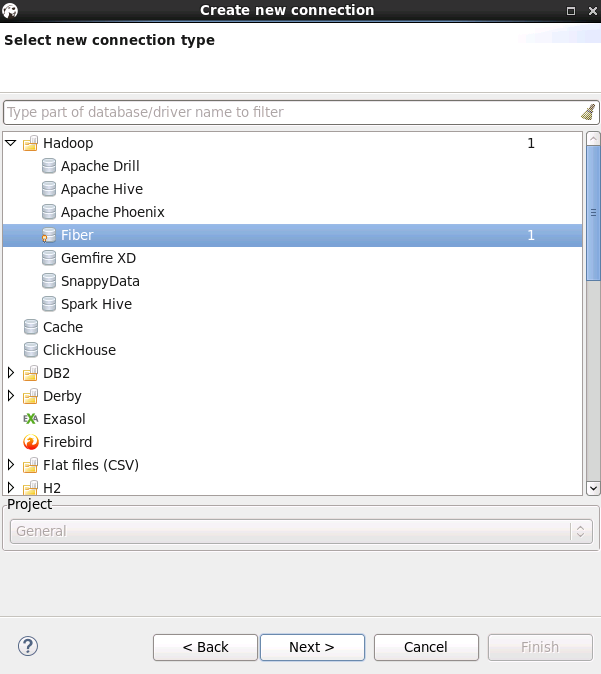 Create new connection
Select new connection type
Type part of database/driver name to filter
Hadoop 1
Apache Drill
Apache Hive
Apache Phoenix
Fiber 1
Gemfire XD
SnappyData
Spark Hive
Cache
ClickHouse
DB2
Derby
EXA Exasol
Firebird
Flat files (CSV)
H2
Project
General
? < Back Next > Cancel Finish